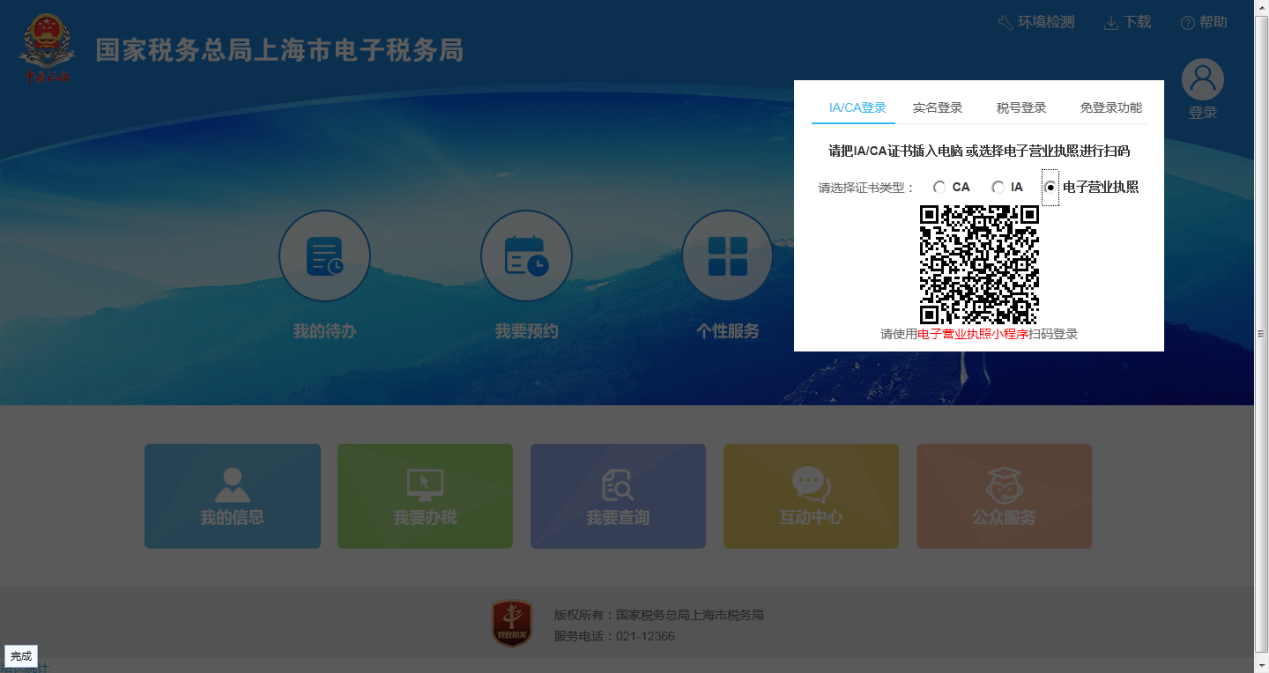 环境检测 下载 帮助
国家税务总局上海市电子税务局
登录
IA/CA登录 实名登录 税号登录 免登录功能
请把IA/CA证书插入电脑 或选择电子营业执照进行扫码
请选择证书类型： CA IA 电子营业执照
请使用电子营业执照小程序扫码登录
我的待办 我要预约 个性服务
我的信息 我要办税 我要查询 互动中心 公众服务
党政机关
版权所有：国家税务总局上海市税务局
服务电话：021-12366
完成